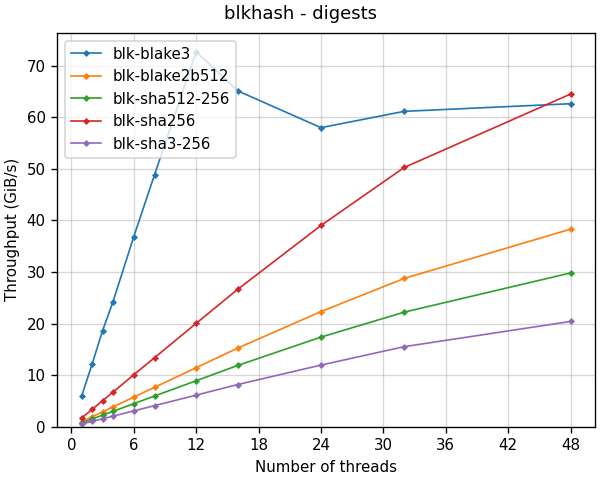 blkhash - digests
blk-blake3
blk-blake2b512
blk-sha512-256
blk-sha256
blk-sha3-256
Throughput (GiB/s)
70
60
50
40
30
20
10
0
0 6 12 18 24 30 36 42 48
Number of threads